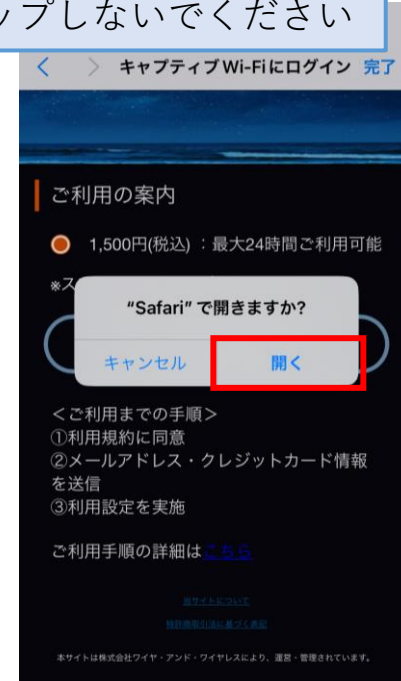 ップしないでください
< > キャプティブ Wi-Fi にログイン 完了
ご利用の案内
1,500円(税込) : 最大24時間ご利用可能
※ス
“Safari” で開きますか?
キャンセル 開く
<ご利用までの手順>
①利用規約に同意
②メールアドレス・クレジットカード情報
を送信
③利用設定を実施
ご利用手順の詳細はこちら
当サイトについて
特許商取引法に基づく表記
本サイトは株式会社ワイヤ・アンド・ワイヤレスにより、運営・管理されています。